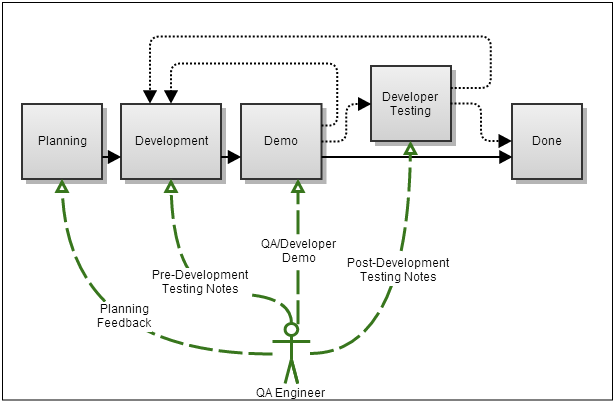 Developer
Testing
Planning
Development
Demo
Done
QA/Developer
Demo
Pre-Development
Testing Notes
Post-Development
Testing Notes
Planning
Feedback
QA Engineer